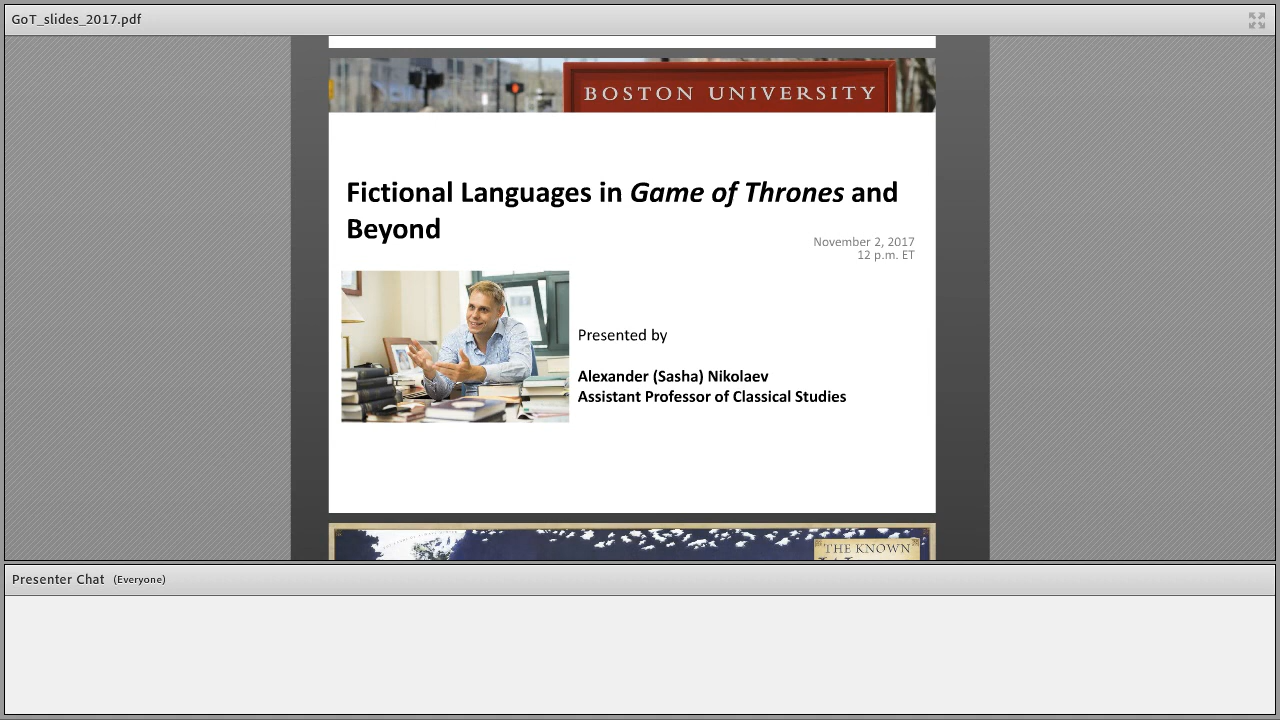 GoT_slides_2017.pdf
BOSTON UNIVERSITY
Fictional Languages in Game of Thrones and
Beyond
November 2, 2017
12 p.m. ET
Presented by
Alexander (Sasha) Nikolaev
Assistant Professor of Classical Studies
THE KNOWN
Presenter Chat (Everyone)